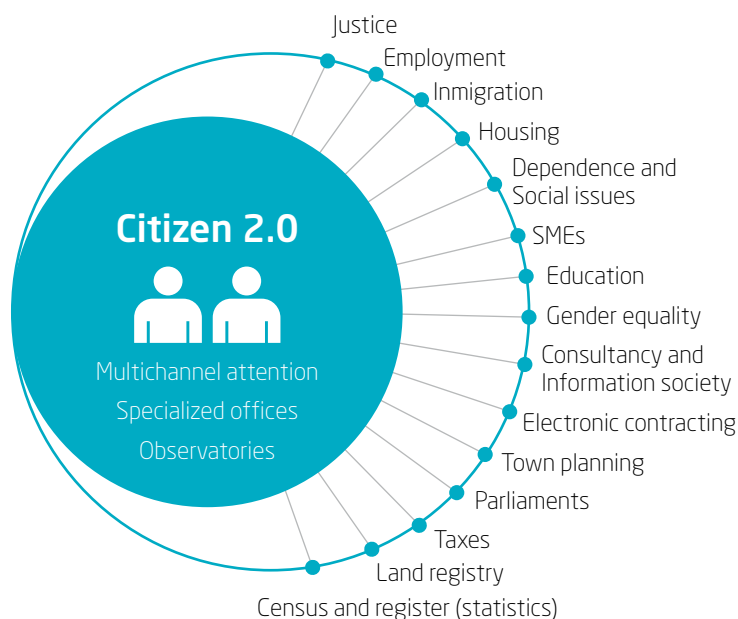 Justice
Employment
Inmigration
Housing
Dependence and
Social issues
SMEs
Education
Gender equality
Consultancy and
Information society
Electronic contracting
Town planning
Parliaments
Taxes
Land registry
Census and register (statistics)
Citizen 2.0
Multichannel attention
Specialized offices
Observatories